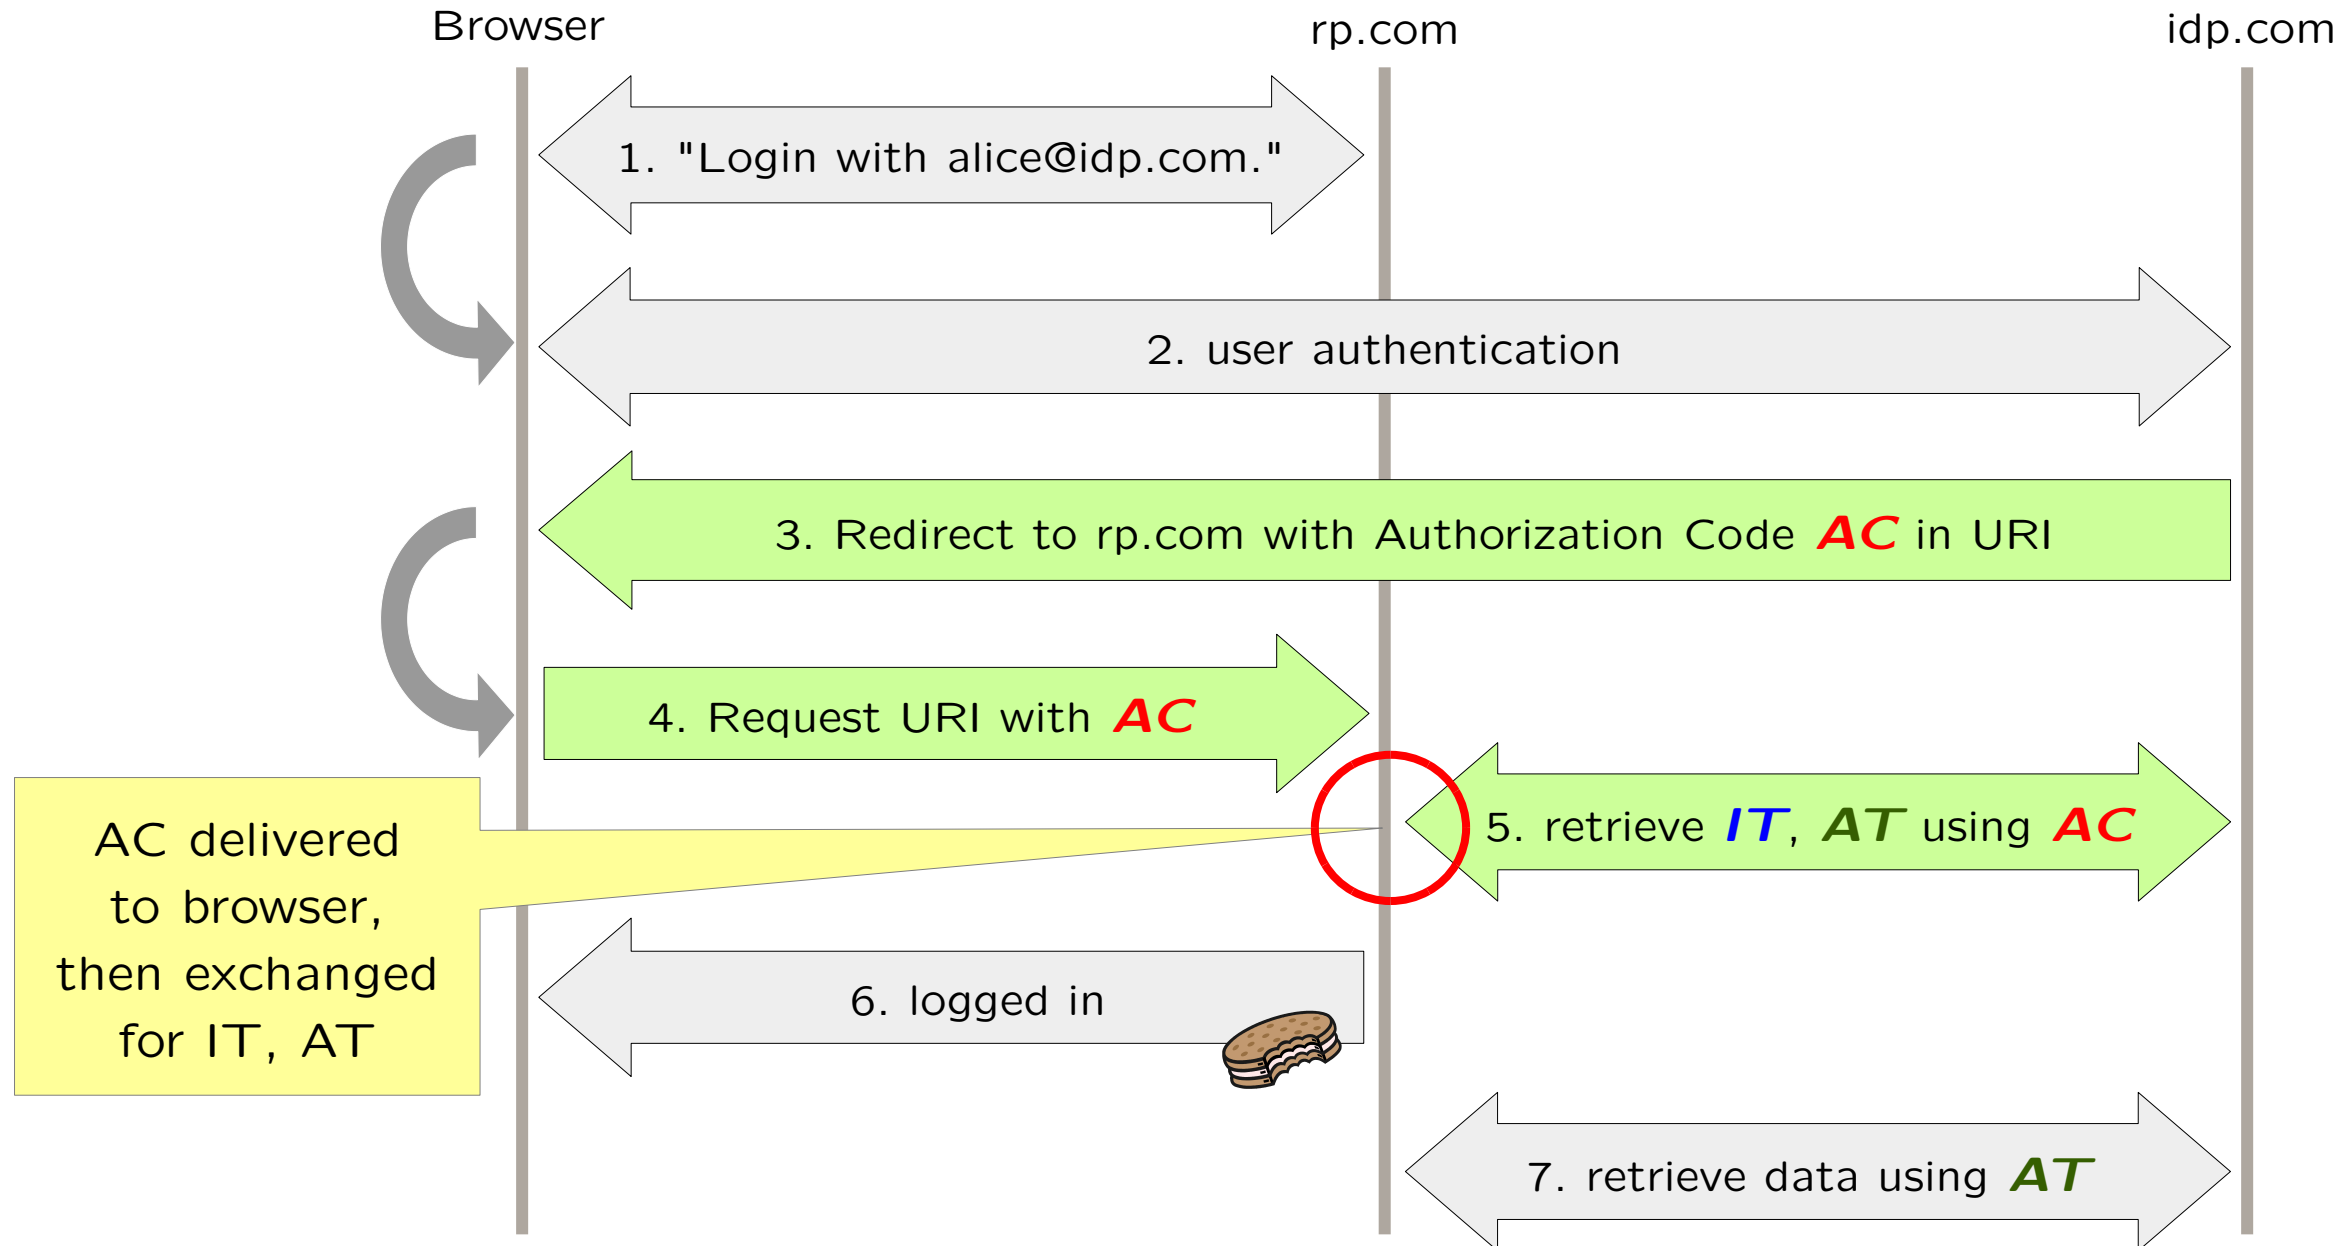 Browser
rp.com
idp.com
1. "Login with alice@idp.com."
2. user authentication
3. Redirect to rp.com with Authorization Code AC in URI
4. Request URI with AC
5. retrieve IT, AT using AC
AC delivered
to browser,
then exchanged
for IT, AT
6. logged in
7. retrieve data using AT